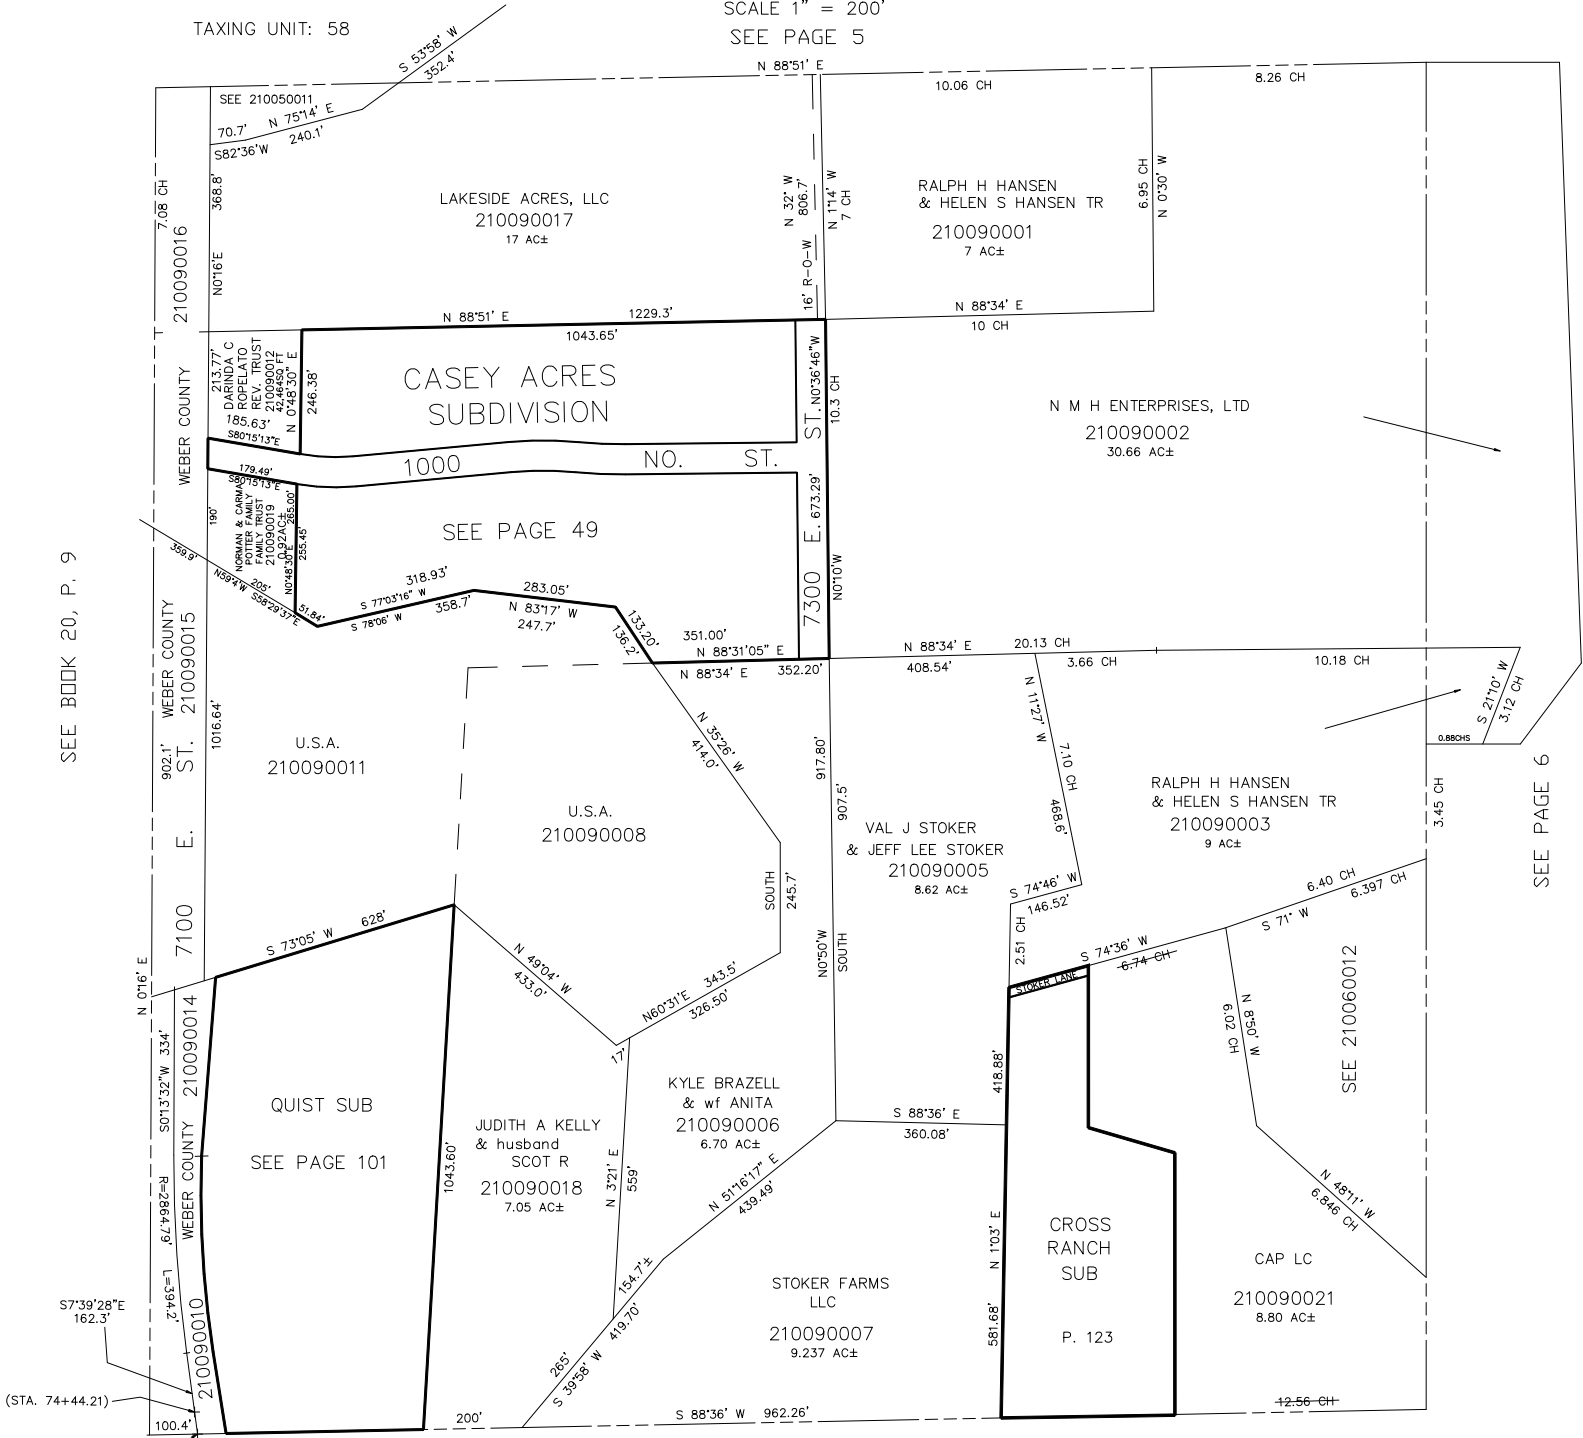 TAXING UNIT: 58
SCALE 1" = 200'
SEE PAGE 5
S 53°58' W
352.4'
N 88°51' E
10.06 CH
8.26 CH
SEE 210050011
70.7'
N 75°14' E
240.1'
S82°36'W
7.08 CH
368.8'
N0°16'E
210090016
LAKESIDE ACRES, LLC
210090017
17 AC±
N 32° W
806.7'
16' R-O-W
N 1°14' W
7 CH
RALPH H HANSEN
& HELEN S HANSEN TR
210090001
7 AC±
6.95 CH
N 0°30' W
N 88°51' E
1229.3'
1043.65'
N 88°34' E
10 CH
213.77'
DARINDA C
ROPELATO
REV. TRUST
210090012
42,464SQ FT
N 0°48'30" E
246.38'
185.63'
S80°15'13"E
CASEY ACRES
SUBDIVISION
ST.
N0°36'46"W
10.3 CH
WEBER COUNTY
1000 NO. ST.
179.49'
S80°15'13"E
N M H ENTERPRISES, LTD
210090002
30.66 AC±
190'
NORMAN & CARMA
POTTER FAMILY
FAMILY TRUST
210090019
0.92AC±
N0°48'30"E
265.00'
255.45'
SEE PAGE 49
7300 E.
673.29'
N0°10'W
359.9'
N59°4'W
205'
S58°29'37"E
51.84'
S 77°03'16" W
318.93'
S 78°06' W
358.7'
283.05'
N 83°17' W
247.7'
133.20'
136.2'
351.00'
N 88°31'05" E
N 88°34' E
352.20'
N 88°34' E
20.13 CH
408.54'
3.66 CH
10.18 CH
SEE BOOK 20, P. 9
WEBER COUNTY
210090015
902.1'
7100 E. ST.
1016.64'
U.S.A.
210090011
U.S.A.
210090008
N 35°26' W
414.0'
917.80'
907.5'
N 11°27' W
7.10 CH
468.6'
S 21°10' W
3.12 CH
0.88CHS
RALPH H HANSEN
& HELEN S HANSEN TR
210090003
9 AC±
3.45 CH
SEE PAGE 6
VAL J STOKER
& JEFF LEE STOKER
210090005
8.62 AC±
S 74°46' W
146.52'
2.51 CH
6.40 CH
6.397 CH
S 71° W
S 74°36' W
6.74 CH
STOKER LANE
SOUTH
245.7'
N0°50'W
SOUTH
S 73°05' W
628'
N 49°04' W
433.0'
N60°31'E
343.5'
326.50'
17'
N 0°16' E
210090014
WEBER COUNTY
334'
S0°13'32"W
R=2864.79'
L=394.2'
QUIST SUB
SEE PAGE 101
1043.60'
JUDITH A KELLY
& husband
SCOT R
210090018
7.05 AC±
N 3°21' E
559'
KYLE BRAZELL
& wf ANITA
210090006
6.70 AC±
S 88°36' E
360.08'
418.88'
N 8°50' W
6.02 CH
SEE 210060012
N 48°11' W
6.846 CH
N 51°16'17" E
439.49'
154.7'±
419.70'
265'
S 39°58' W
STOKER FARMS
LLC
210090007
9.237 AC±
N 1°03' E
581.68'
CROSS
RANCH
SUB
P. 123
CAP LC
210090021
8.80 AC±
S7°39'28"E
162.3'
210090010
(STA. 74+44.21)
100.4'
200'
S 88°36' W
962.26'
12.56 CH